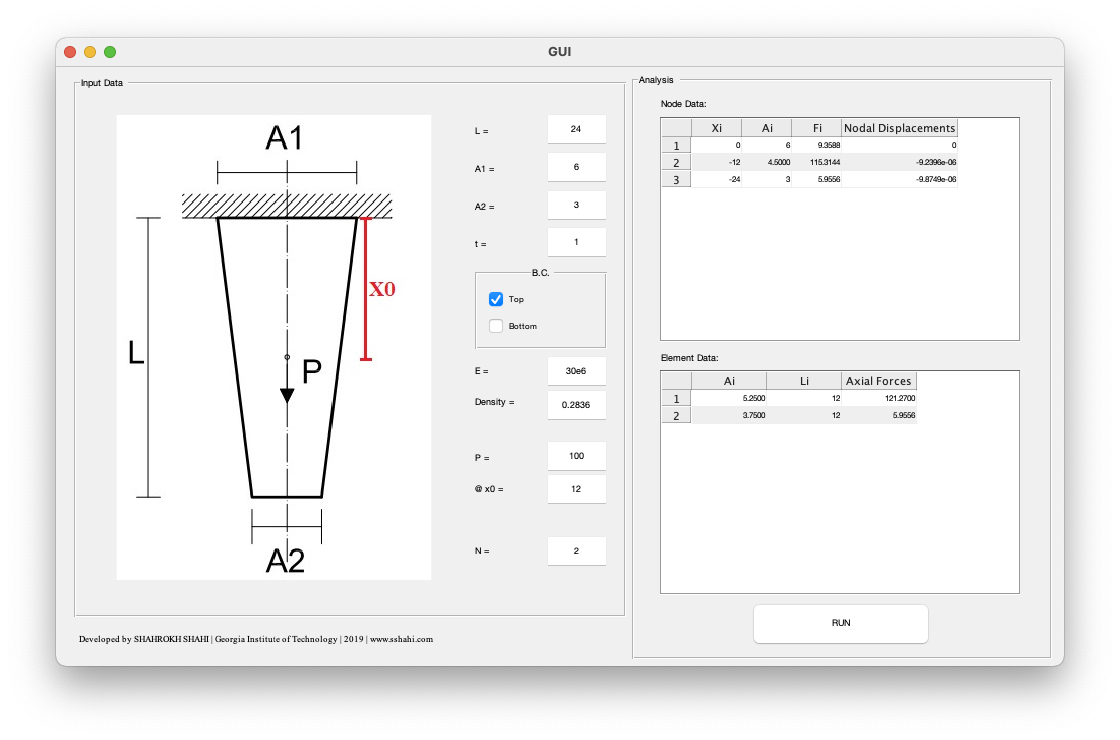 GUI
Input Data
A1
X0
L
P
A2
L = 24
A1 = 6
A2 = 3
t = 1
B.C.
Top
Bottom
E = 30e6
Density = 0.2836
P = 100
@ x0 = 12
N = 2
Developed by SHAHROKH SHAHI | Georgia Institute of Technology | 2019 | www.sshahi.com
Analysis
Node Data:
Xi Ai Fi Nodal Displacements
1 0 6 9.3588 0
2 -12 4.5000 115.3144 -9.2396e-06
3 -24 3 5.9556 -9.8749e-06
Element Data:
Ai Li Axial Forces
1 5.2500 12 121.2700
2 3.7500 12 5.9556
RUN